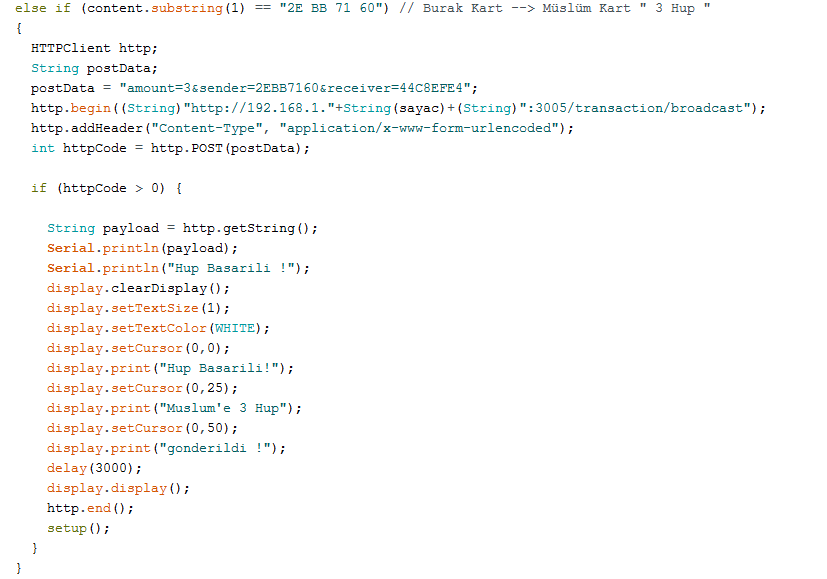 else if (content.substring(1) == "2E BB 71 60") // Burak Kart --> Müslüm Kart " 3 Hup "
{
  HTTPClient http;
  String postData;
  postData = "amount=3&sender=2EBB7160&receiver=44C8EFE4";
  http.begin((String)"http://192.168.1."+String(sayac)+(String)":3005/transaction/broadcast");
  http.addHeader("Content-Type", "application/x-www-form-urlencoded");
  int httpCode = http.POST(postData);

  if (httpCode > 0) {

    String payload = http.getString();
    Serial.println(payload);
    Serial.println("Hup Basarili !");
    display.clearDisplay();
    display.setTextSize(1);
    display.setTextColor(WHITE);
    display.setCursor(0,0);
    display.print("Hup Basarili!");
    display.setCursor(0,25);
    display.print("Muslum'e 3 Hup");
    display.setCursor(0,50);
    display.print("gonderildi !");
    delay(3000);
    display.display();
    http.end();
    setup();
  }
}